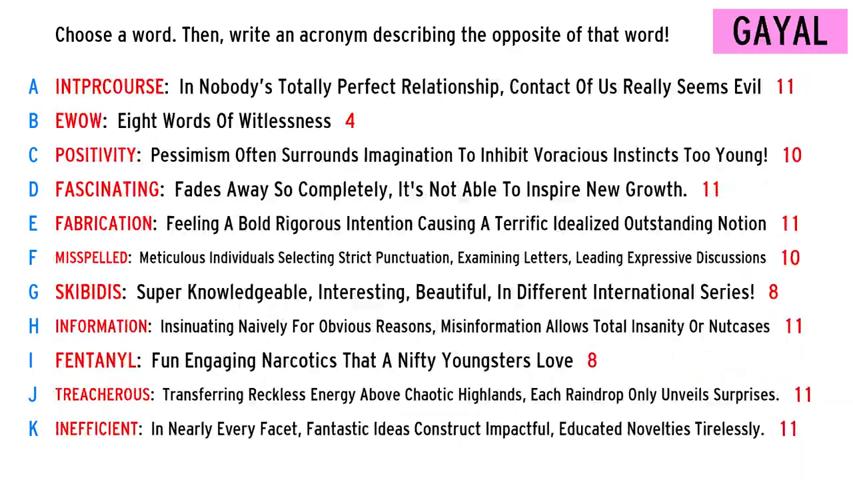 Choose a word. Then, write an acronym describing the opposite of that word!
GAYAL
A INTPRCOURSE: In Nobody's Totally Perfect Relationship, Contact Of Us Really Seems Evil 11
B EWOW: Eight Words Of Witlessness 4
C POSITIVITY: Pessimism Often Surrounds Imagination To Inhibit Voracious Instincts Too Young! 10
D FASCINATING: Fades Away So Completely, It's Not Able To Inspire New Growth. 11
E FABRICATION: Feeling A Bold Rigorous Intention Causing A Terrific Idealized Outstanding Notion 11
F MISSPELLED: Meticulous Individuals Selecting Strict Punctuation, Examining Letters, Leading Expressive Discussions 10
G SKIBIDIS: Super Knowledgeable, Interesting, Beautiful, In Different International Series! 8
H INFORMATION: Insinuating Naively For Obvious Reasons, Misinformation Allows Total Insanity Or Nutcases 11
I FENTANYL: Fun Engaging Narcotics That A Nifty Youngsters Love 8
J TREACHEROUS: Transferring Reckless Energy Above Chaotic Highlands, Each Raindrop Only Unveils Surprises. 11
K INEFFICIENT: In Nearly Every Facet, Fantastic Ideas Construct Impactful, Educated Novelties Tirelessly. 11